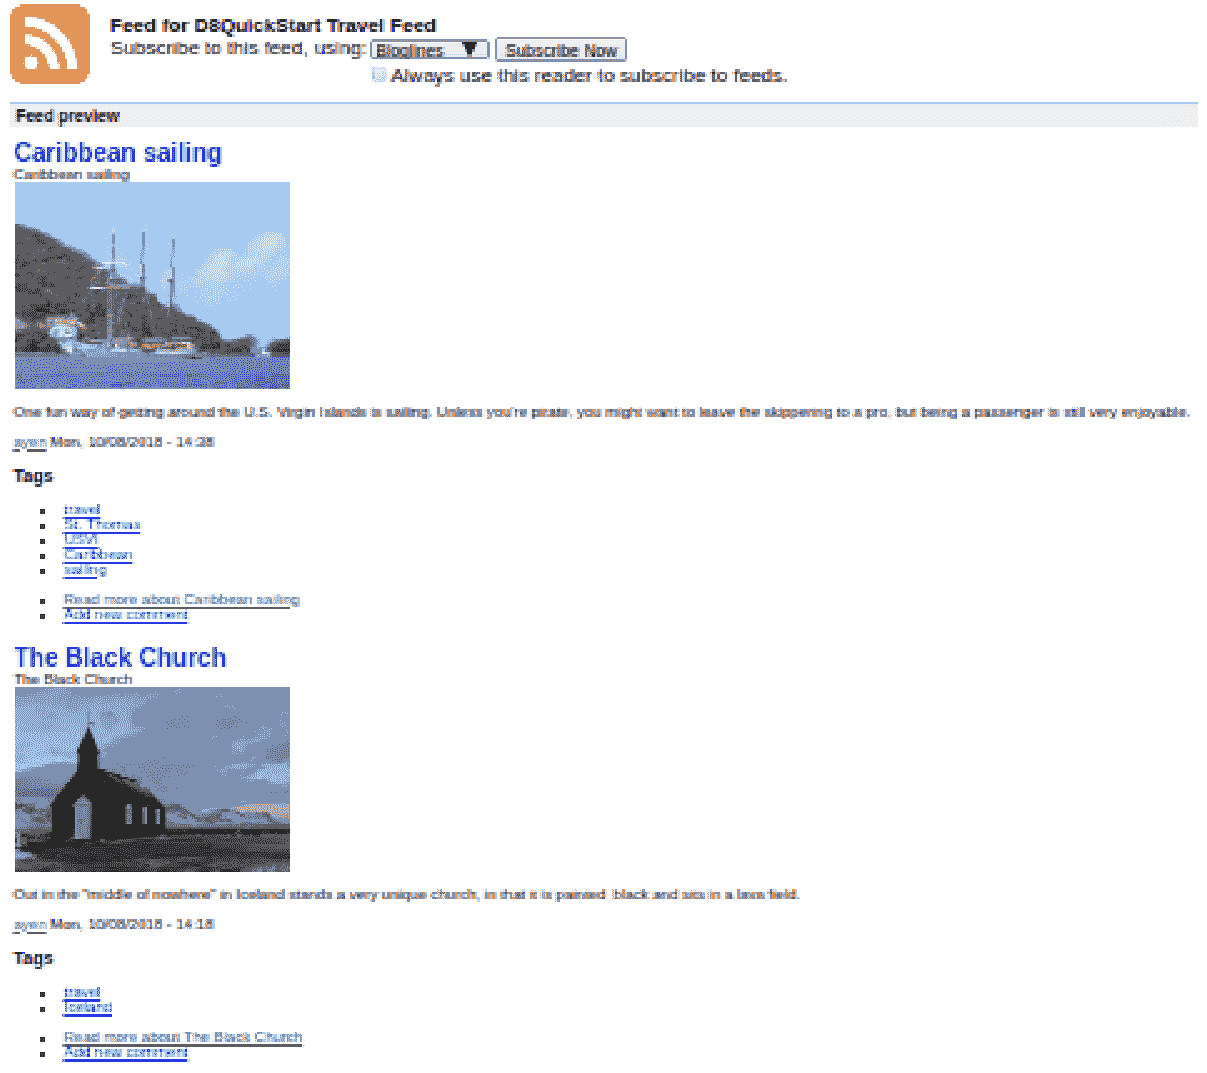 Feed for D8QuickStart Travel Feed
Subscribe to this feed, using: Bloglines Subscribe Now
Always use this reader to subscribe to feeds.
Feed preview
Caribbean sailing
Caribbean sailing
One fun way of getting around the U.S. Virgin Islands is sailing. Unless you're pirate, you might want to leave the skippering to a pro, but being a passenger is still very enjoyable.
ayen Mon, 10/08/2018 - 14:28
Tags
travel
St. Thomas
USVI
Caribbean
sailing
Read more about Caribbean sailing
Add new comment
The Black Church
The Black Church
Out in the "middle of nowhere" in Iceland stands a very unique church, in that it is painted black and sits in a lava field.
ayen Mon, 10/08/2018 - 14:18
Tags
travel
Iceland
Read more about The Black Church
Add new comment